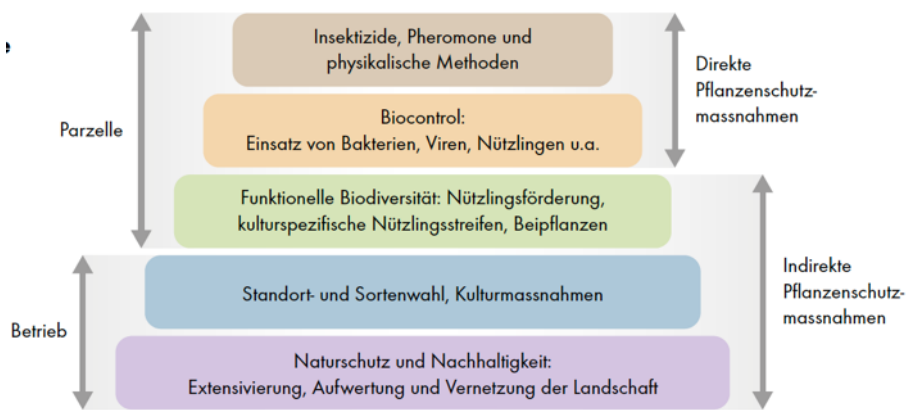 e
Insektizide, Pheromone und
physikalische Methoden
Direkte
Pflanzenschutz-
massnahmen
Parzelle
Biocontrol:
Einsatz von Bakterien, Viren, Nützlingen u.a.
Funktionelle Biodiversität: Nützlingsförderung,
kulturspezifische Nützlingsstreifen, Beipflanzen
Standort- und Sortenwahl, Kulturmassnahmen
Indirekte
Pflanzenschutz-
massnahmen
Betrieb
Naturschutz und Nachhaltigkeit:
Extensivierung, Aufwertung und Vernetzung der Landschaft